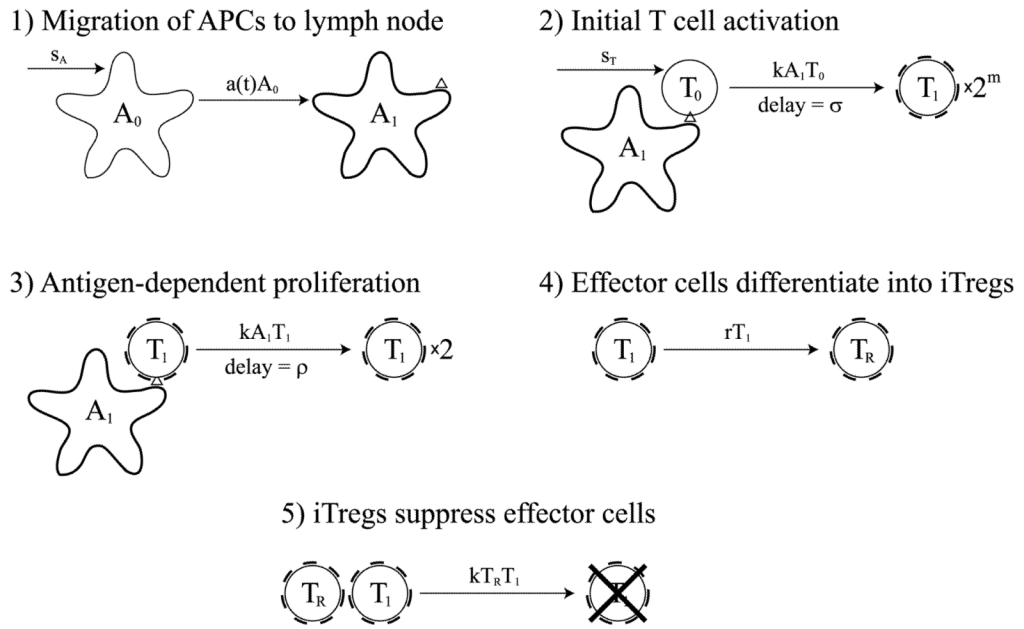 1) Migration of APCs to lymph node
s_A
A_0
a(t)A_0
A_1
2) Initial T cell activation
s_T
T_0
A_1
kA_1T_0
delay = σ
T_1 ×2^m
3) Antigen-dependent proliferation
T_1
A_1
kA_1T_1
delay = ρ
T_1 ×2
4) Effector cells differentiate into iTregs
T_1
rT_1
T_R
5) iTregs suppress effector cells
T_R
T_1
kT_RT_1